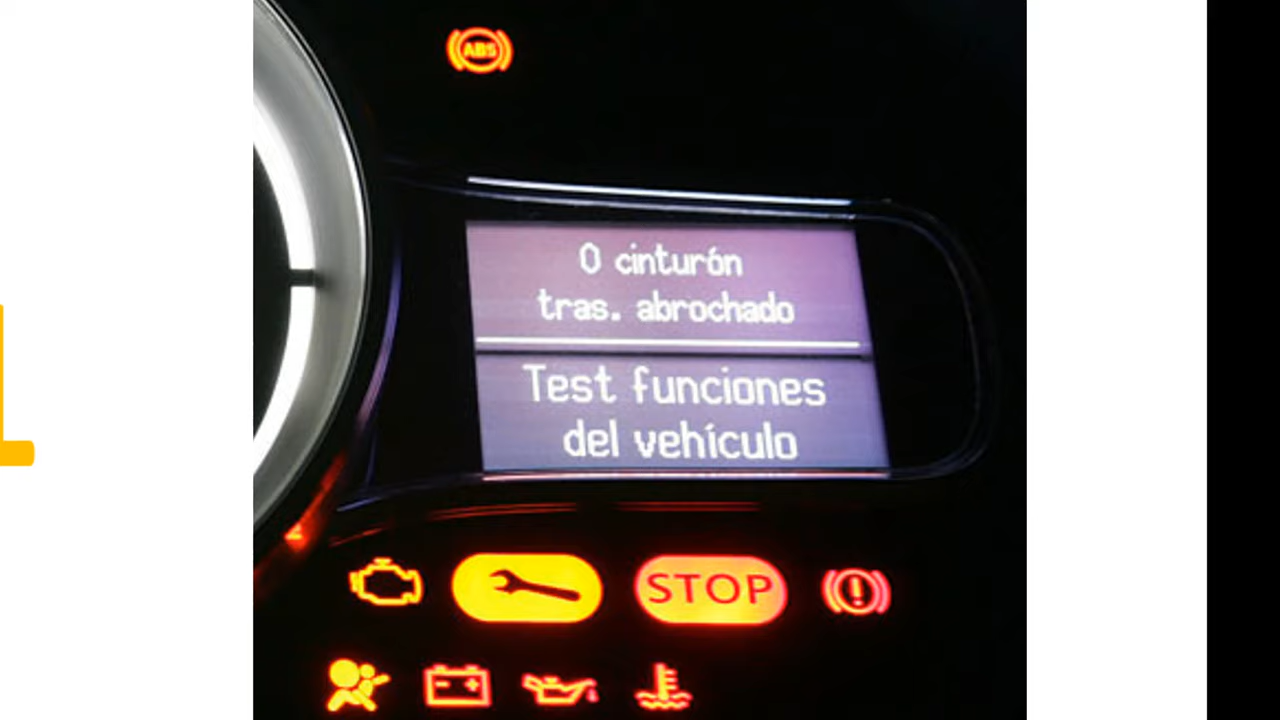 ABS
0 cinturón
tras. abrochado
Test funciones
del vehículo
STOP